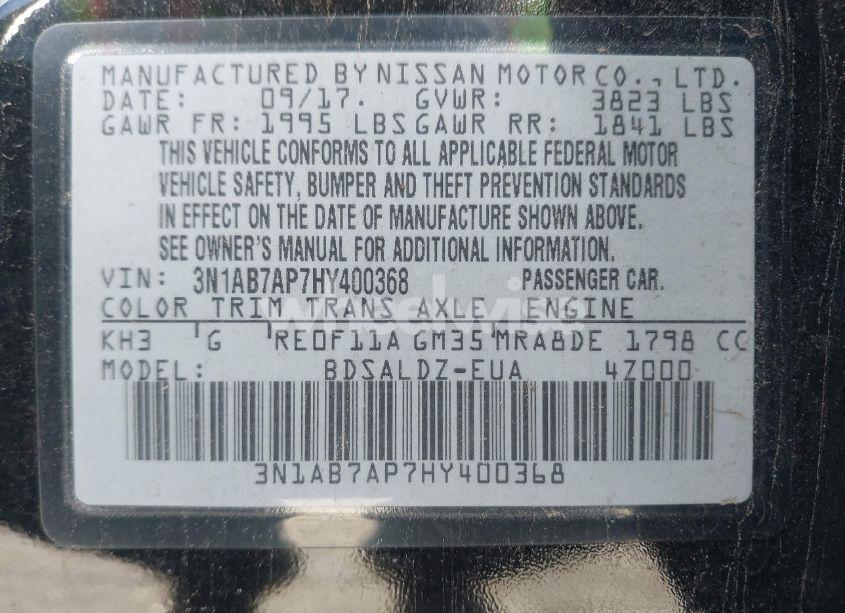 MANUFACTURED BY NISSAN MOTOR CO., LTD.
DATE: 09/17. GVWR: 3823 LBS
GAWR FR: 1995 LBS GAWR RR: 1841 LBS
THIS VEHICLE CONFORMS TO ALL APPLICABLE FEDERAL MOTOR
VEHICLE SAFETY, BUMPER AND THEFT PREVENTION STANDARDS
IN EFFECT ON THE DATE OF MANUFACTURE SHOWN ABOVE.
SEE OWNER'S MANUAL FOR ADDITIONAL INFORMATION.
VIN: 3N1AB7AP7HY400368 PASSENGER CAR.
COLOR TRIM TRANS AXLE ENGINE
KH3 G RE0F11A GM35 MRA8DE 1798 CC
MODEL: BDSALDZ-EUA 4Z000
3N1AB7AP7HY400368